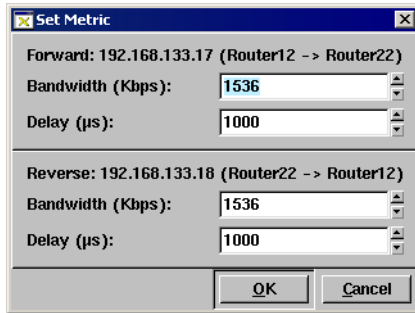 Set Metric
Forward: 192.168.133.17 (Router12 -> Router22)
Bandwidth (Kbps): 1536
Delay (µs): 1000
Reverse: 192.168.133.18 (Router22 -> Router12)
Bandwidth (Kbps): 1536
Delay (µs): 1000
OK Cancel